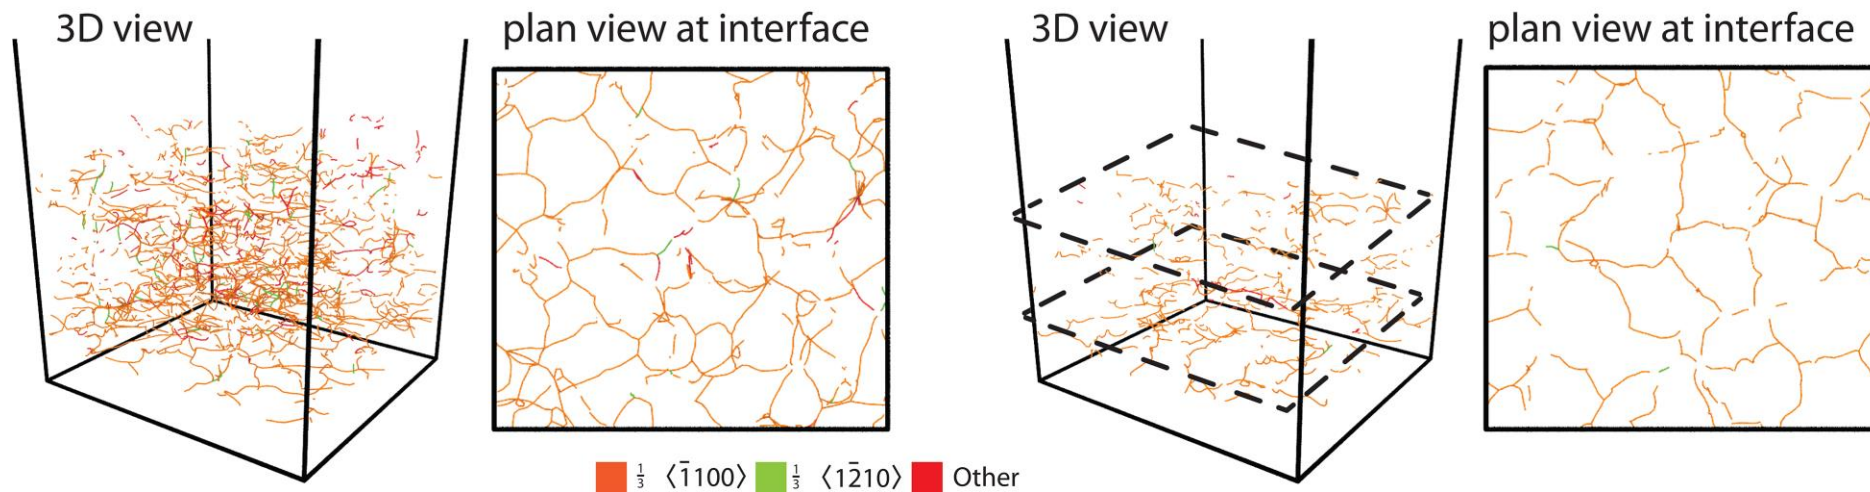 3D view
plan view at interface
3D view
plan view at interface
1/3 ⟨1̄100⟩ 1/3 ⟨12̄10⟩ Other